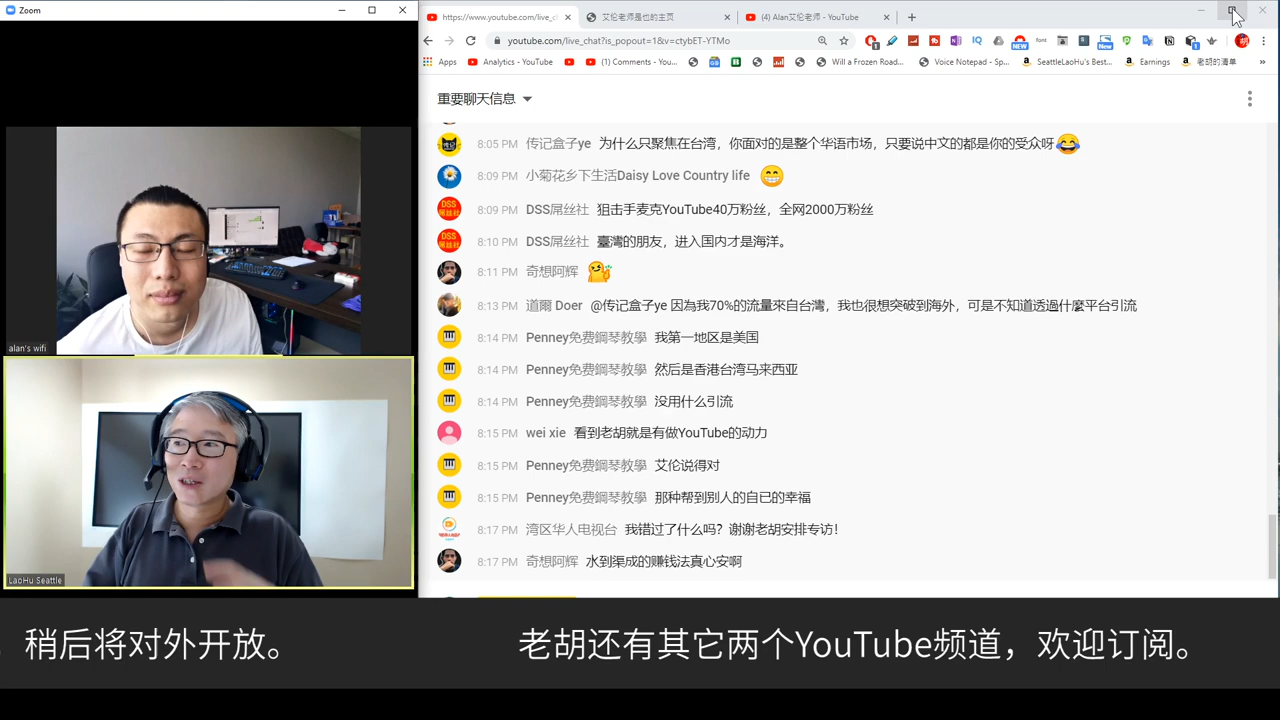 Zoom
https://www.youtube.com/live_c
艾伦老师是也的主页
(4) Alan艾伦老师 - YouTube
youtube.com/live_chat?is_popout=1&v=ctybET-YTMo
Apps
Analytics - YouTube
(1) Comments - You...
Will a Frozen Road...
Voice Notepad - Sp...
SeattleLaoHu's Best...
Earnings
老胡的清单
重要聊天信息
8:05 PM 传记盒子ye 为什么只聚焦在台湾，你面对的是整个华语市场，只要说中文的都是你的受众呀
8:09 PM 小菊花乡下生活Daisy Love Country life
8:09 PM DSS屌丝社 狙击手麦克YouTube40万粉丝，全网2000万粉丝
8:10 PM DSS屌丝社 臺灣的朋友，进入国内才是海洋。
8:11 PM 奇想阿辉
8:13 PM 道爾 Doer @传记盒子ye 因為我70%的流量來自台灣，我也很想突破到海外，可是不知道透過什麼平台引流
8:14 PM Penney免费鋼琴教學 我第一地区是美国
8:14 PM Penney免费鋼琴教學 然后是香港台湾马来西亚
8:14 PM Penney免费鋼琴教學 没用什么引流
8:15 PM wei xie 看到老胡就是有做YouTube的动力
8:15 PM Penney免费鋼琴教學 艾伦说得对
8:15 PM Penney免费鋼琴教學 那种帮到别人的自已的幸福
8:17 PM 湾区华人电视台 我错过了什么吗？谢谢老胡安排专访！
8:17 PM 奇想阿辉 水到渠成的赚钱法真心安啊
alan's wifi
LaoHu Seattle
稍后将对外开放。 老胡还有其它两个YouTube频道，欢迎订阅。